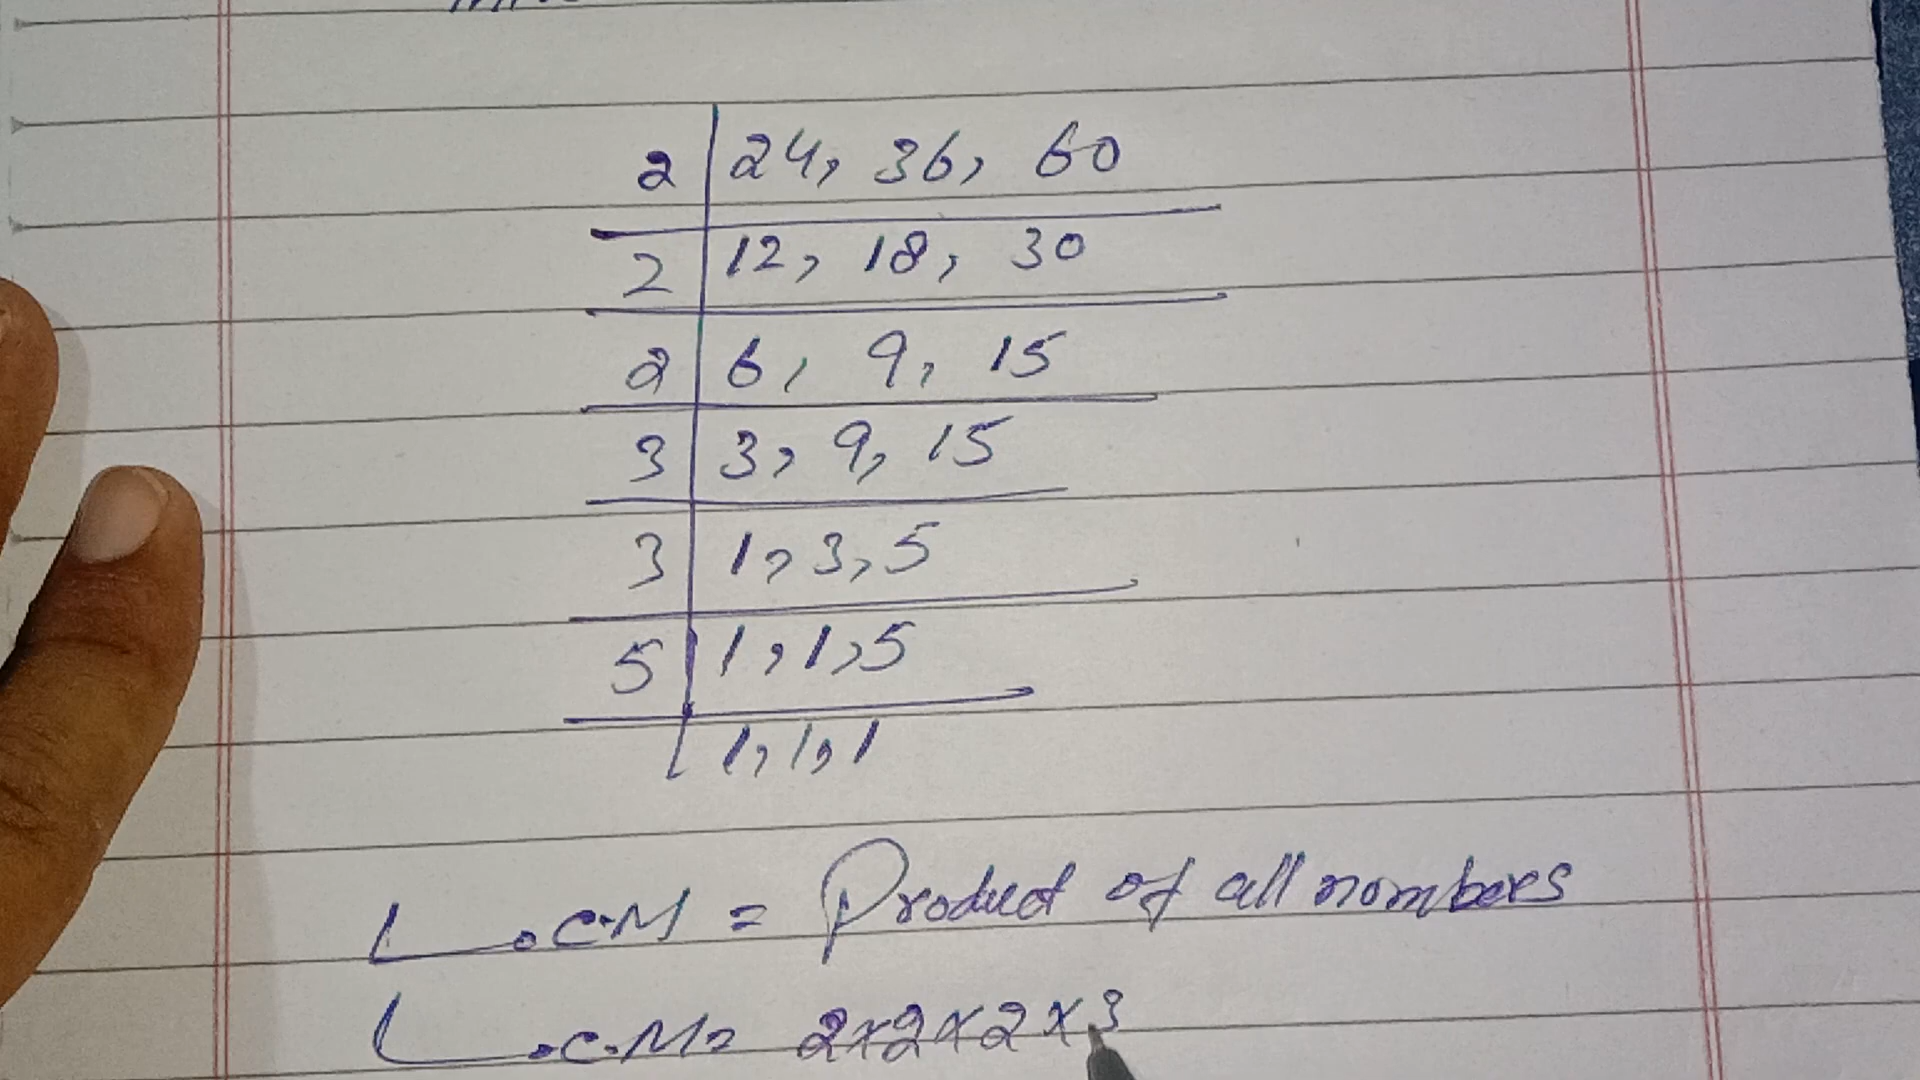 2 | 24, 36, 60
2 | 12, 18, 30
2 | 6, 9, 15
3 | 3, 9, 15
3 | 1, 3, 5
5 | 1, 1, 5
1, 1, 1
L.C.M = Product of all nombers
L.C.M = 2×2×2×3